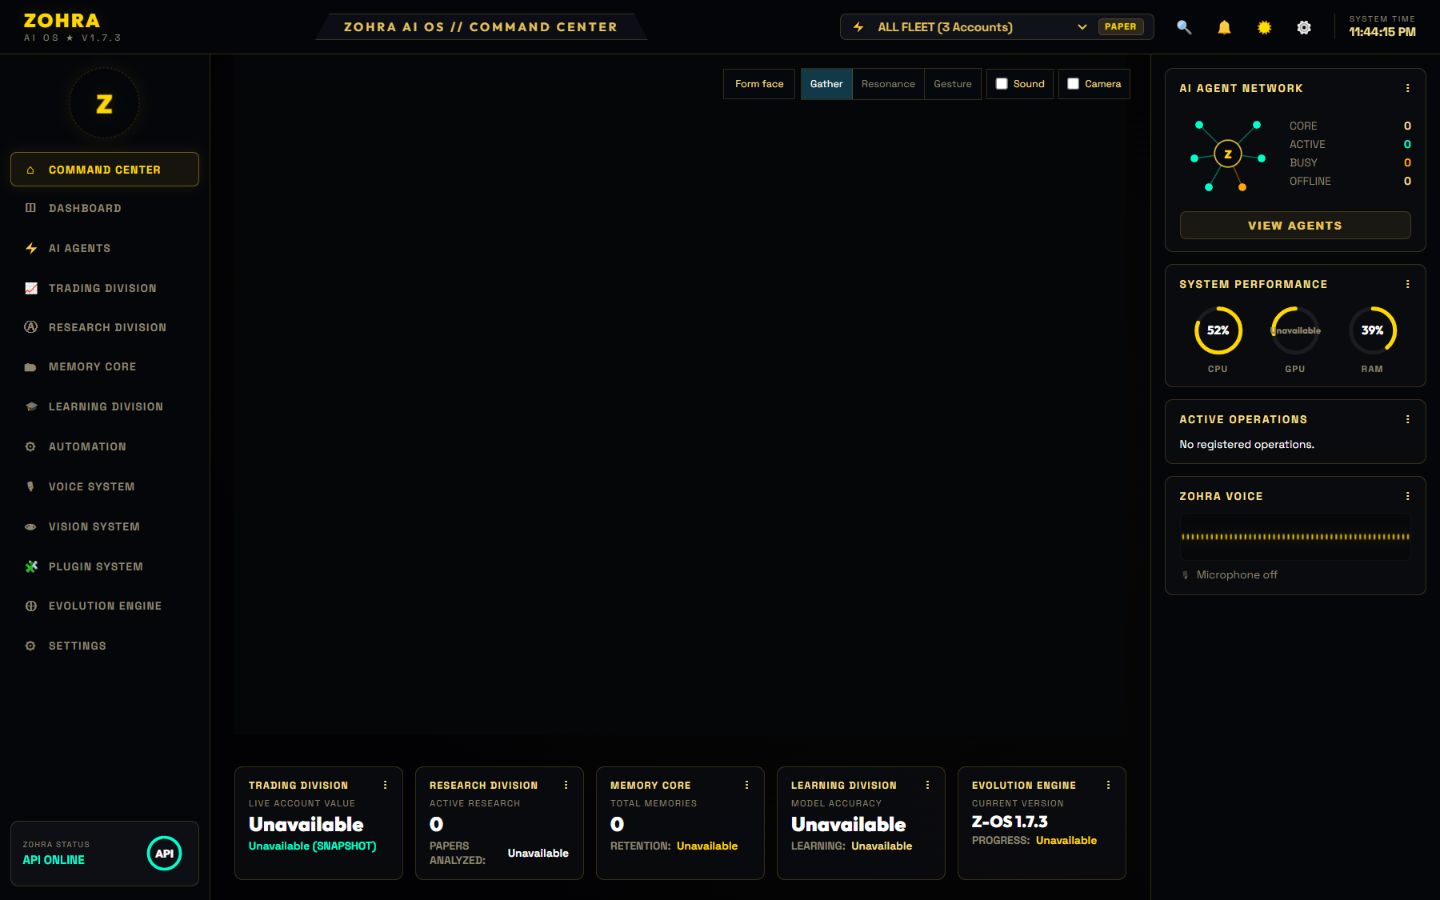 ZOHRA
AI OS ★ V1.7.3
ZOHRA AI OS // COMMAND CENTER
ALL FLEET (3 Accounts)
PAPER
SYSTEM TIME
11:44:15 PM
Z
COMMAND CENTER
DASHBOARD
AI AGENTS
TRADING DIVISION
RESEARCH DIVISION
MEMORY CORE
LEARNING DIVISION
AUTOMATION
VOICE SYSTEM
VISION SYSTEM
PLUGIN SYSTEM
EVOLUTION ENGINE
SETTINGS
ZOHRA STATUS
API ONLINE
API
Form face
Gather
Resonance
Gesture
Sound
Camera
TRADING DIVISION
LIVE ACCOUNT VALUE
Unavailable
Unavailable (SNAPSHOT)
RESEARCH DIVISION
ACTIVE RESEARCH
0
PAPERS
ANALYZED:
Unavailable
MEMORY CORE
TOTAL MEMORIES
0
RETENTION: Unavailable
LEARNING DIVISION
MODEL ACCURACY
Unavailable
LEARNING: Unavailable
EVOLUTION ENGINE
CURRENT VERSION
Z-OS 1.7.3
PROGRESS: Unavailable
AI AGENT NETWORK
Z
CORE 0
ACTIVE 0
BUSY 0
OFFLINE 0
VIEW AGENTS
SYSTEM PERFORMANCE
52%
Unavailable
39%
CPU
GPU
RAM
ACTIVE OPERATIONS
No registered operations.
ZOHRA VOICE
Microphone off